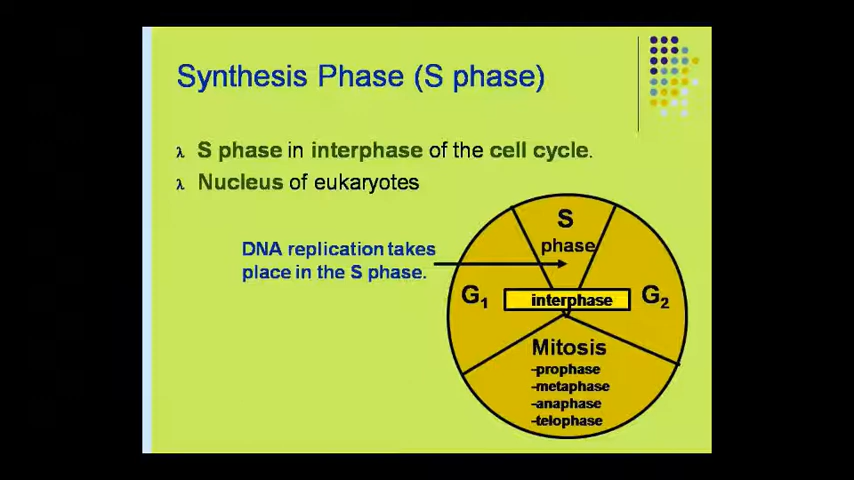 Synthesis Phase (S phase)
λ S phase in interphase of the cell cycle.
λ Nucleus of eukaryotes
DNA replication takes
place in the S phase.
S
phase
G1
interphase
G2
Mitosis
-prophase
-metaphase
-anaphase
-telophase